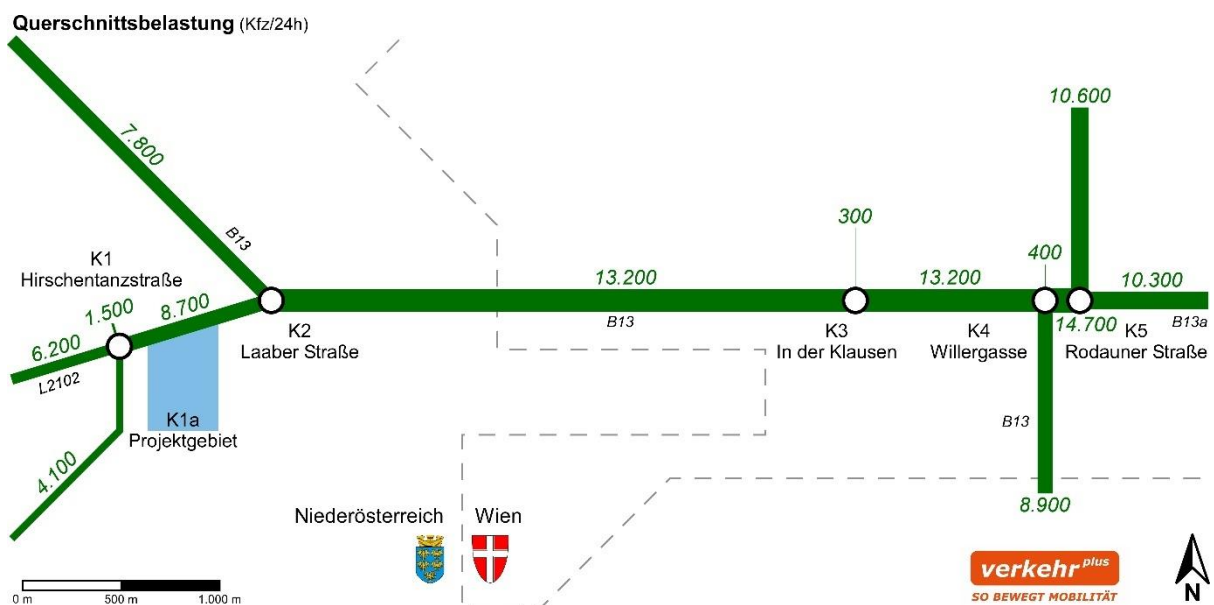 Querschnittsbelastung (Kfz/24h)
7.800
B13
10.600
K1
Hirschentanzstraße
1.500
8.700
6.200
L2102
K2
Laaber Straße
13.200
B13
300
13.200
400
10.300
B13a
K3
In der Klausen
K4
Willergasse
14.700
K5
Rodauner Straße
K1a
Projektgebiet
4.100
B13
8.900
Niederösterreich
Wien
0 m
500 m
1.000 m
verkehr plus
SO BEWEGT MOBILITÄT
N